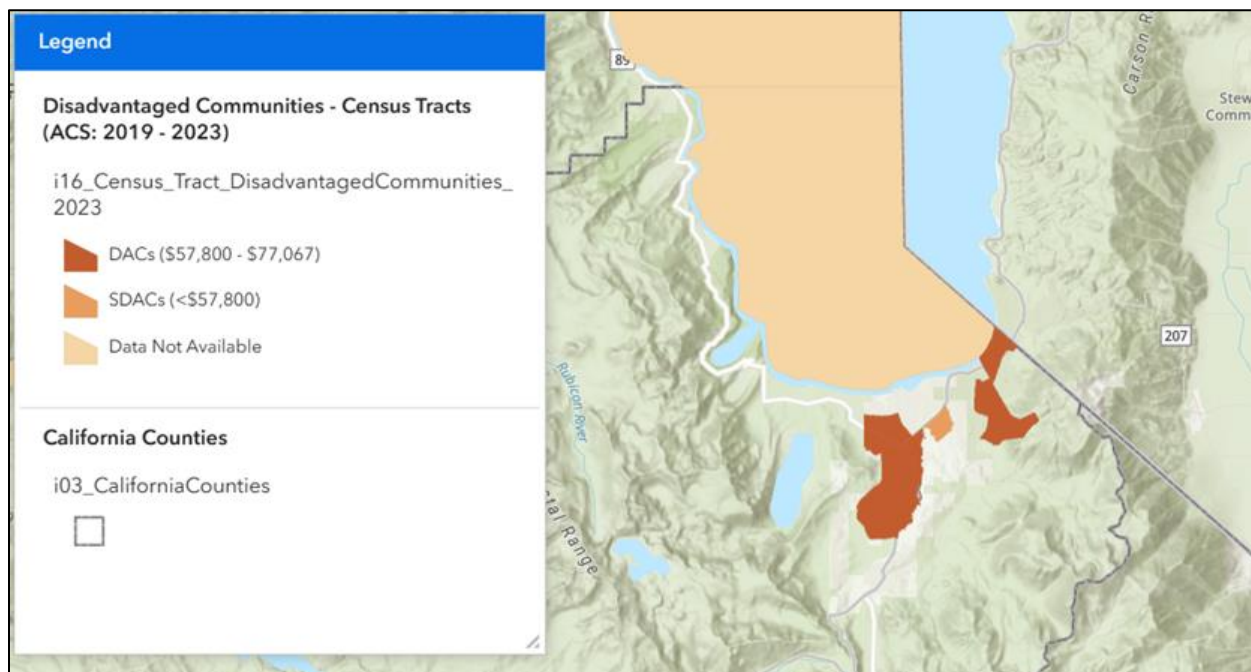 Legend
Disadvantaged Communities - Census Tracts
(ACS: 2019 - 2023)
i16_Census_Tract_DisadvantagedCommunities_
2023
DACs ($57,800 - $77,067)
SDACs (<$57,800)
Data Not Available
California Counties
i03_CaliforniaCounties
89
Carson R
Stew
Comm
207
Rubicon River
tal Range